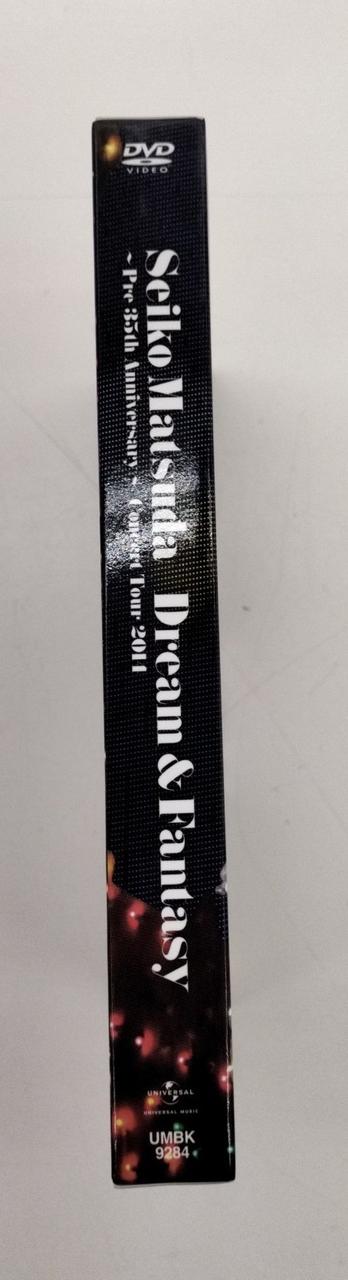 DVD
VIDEO
Seiko Matsuda Dream & Fantasy
~Pre 35th Anniversary~ Concert Tour 2014
UNIVERSAL
UNIVERSAL MUSIC
UMBK
9284